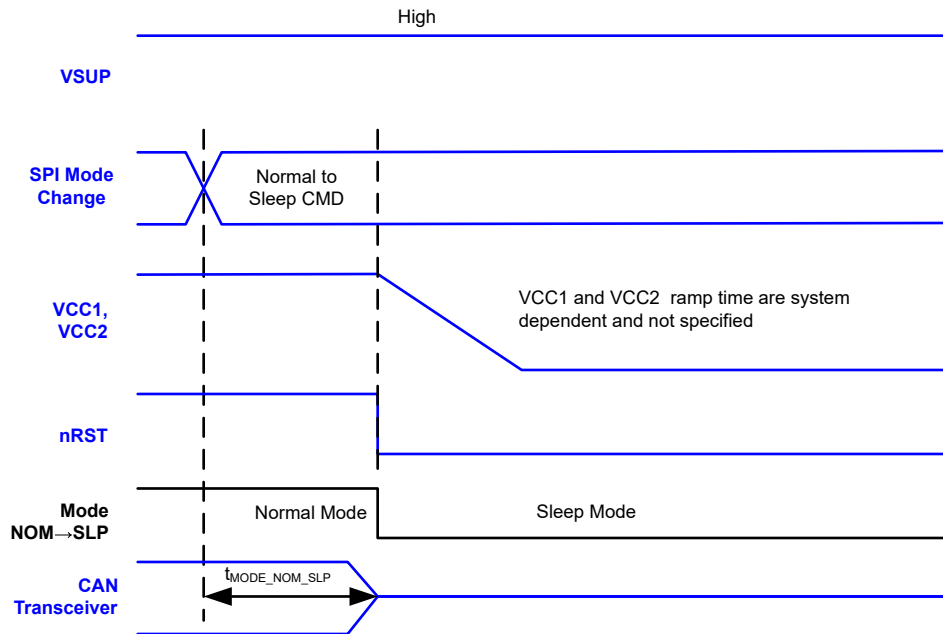 High
VSUP
SPI Mode
Change
Normal to
Sleep CMD
VCC1,
VCC2
VCC1 and VCC2 ramp time are system
dependent and not specified
nRST
Mode
NOM→SLP
Normal Mode
Sleep Mode
CAN
Transceiver
tMODE_NOM_SLP